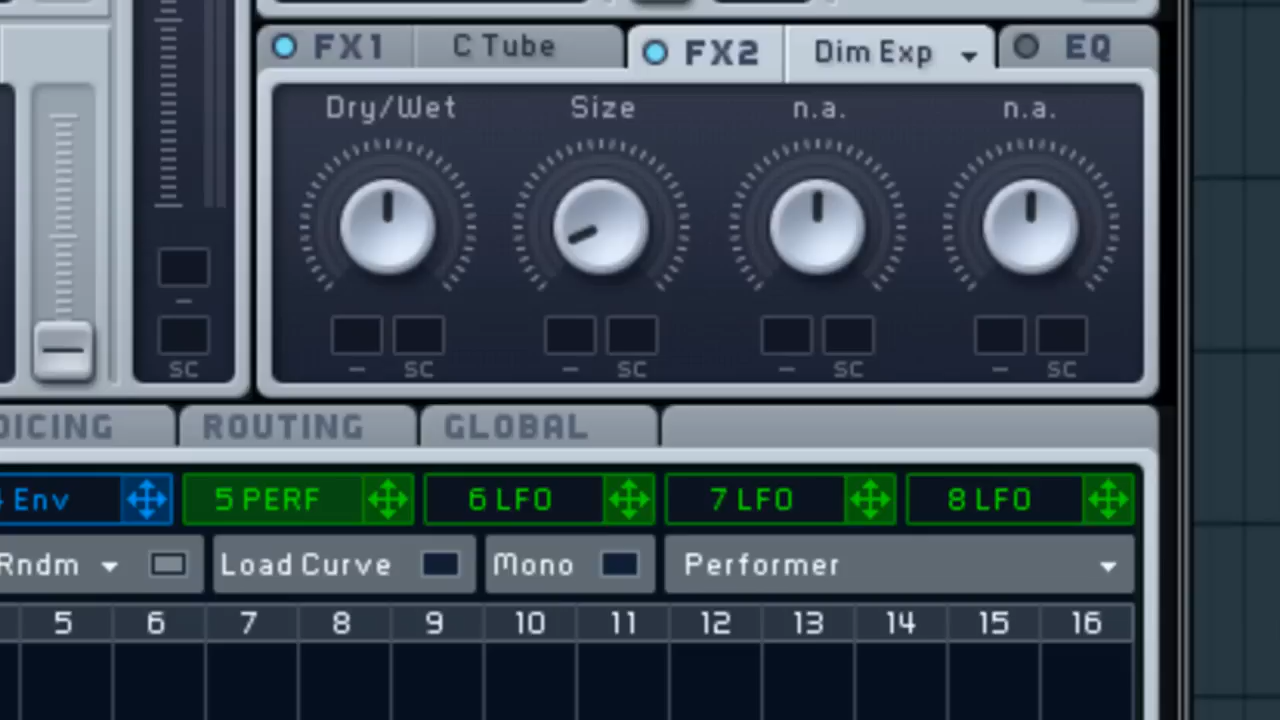 FX1 C Tube FX2 Dim Exp EQ
Dry/Wet Size n.a. n.a.
- - - - -
SC SC SC SC SC
ROUTING GLOBAL
Env 5 PERF 6 LFO 7 LFO 8 LFO
Rndm Load Curve Mono Performer
5 6 7 8 9 10 11 12 13 14 15 16